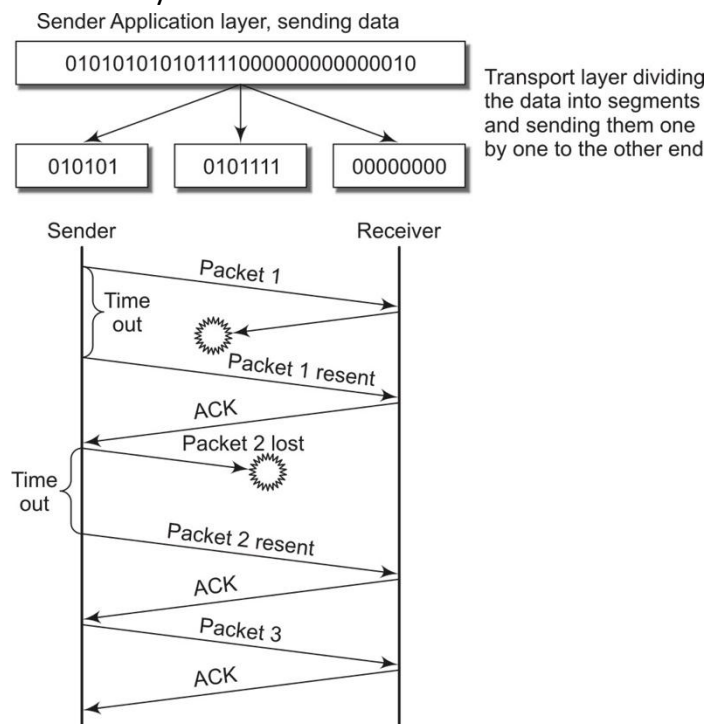 Sender Application layer, sending data
0101010101011110000000000000010
Transport layer dividing
the data into segments
and sending them one
by one to the other end
010101
0101111
00000000
Sender
Receiver
Packet 1
Time
out
Packet 1 resent
ACK
Packet 2 lost
Time
out
Packet 2 resent
ACK
Packet 3
ACK